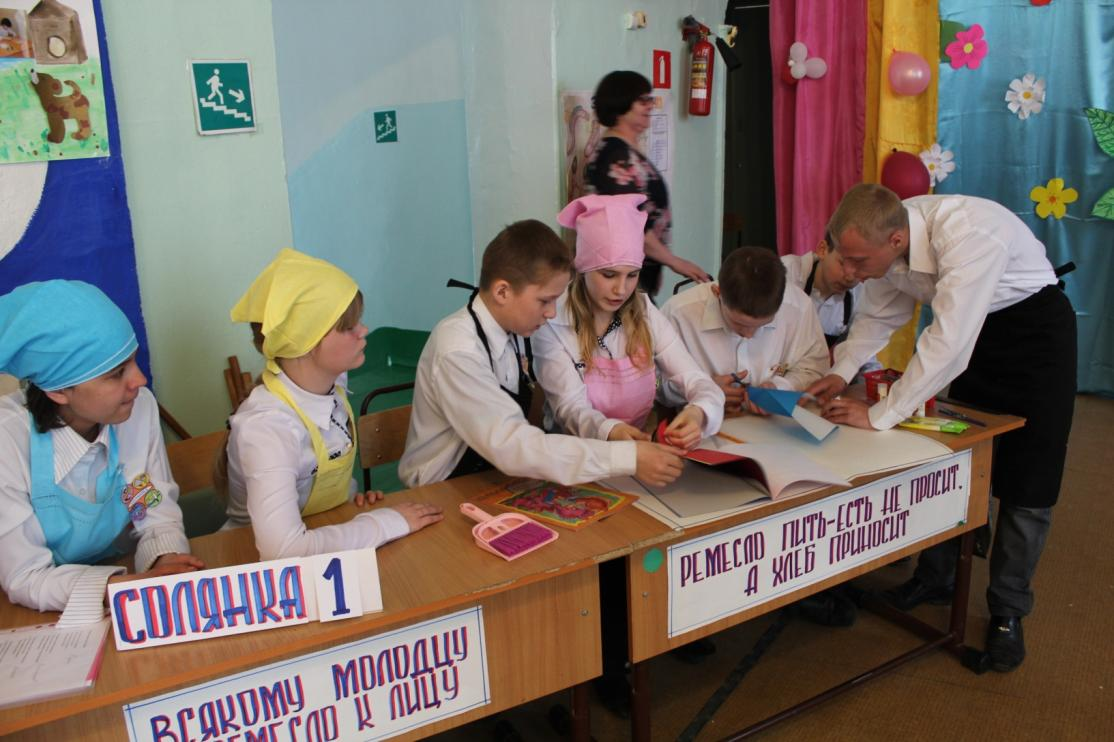 СОЛЯНКА 1
ВСЯКОМУ МОЛОДЦУ
РЕМЕСЛО К ЛИЦУ
РЕМЕСЛО ПИТЬ-ЕСТЬ НЕ ПРОСИТ,
А ХЛЕБ ПРИНОСИТ